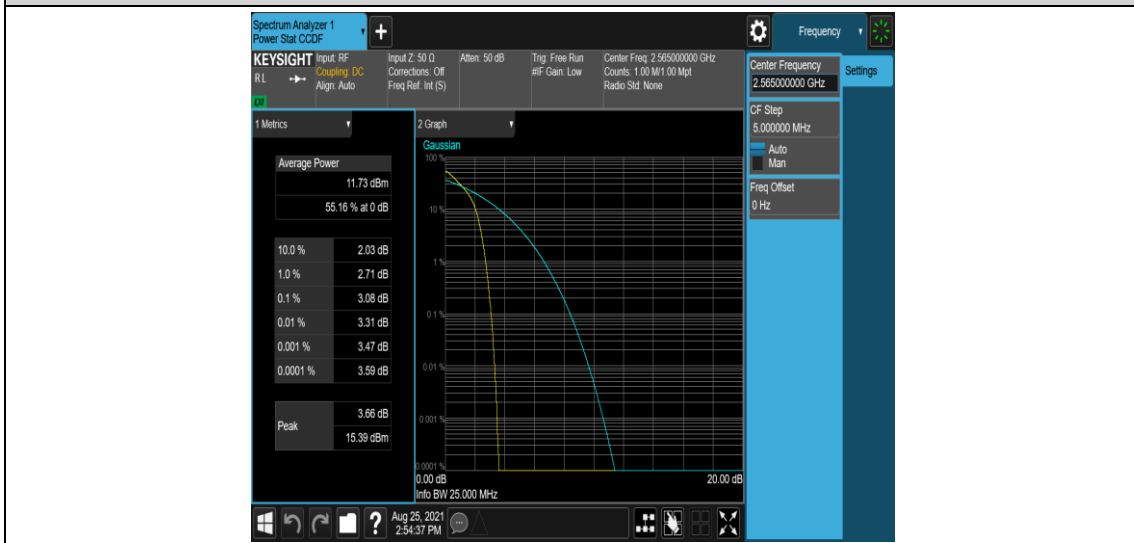 Spectrum Analyzer 1
Power Stat CCDF
Frequency
KEYSIGHT
RL
LXI
Input: RF
Coupling: DC
Align: Auto
Input Z: 50 Ω
Corrections: Off
Freq Ref: Int (S)
Atten: 50 dB
Trig: Free Run
#IF Gain: Low
Center Freq: 2.565000000 GHz
Counts: 1.00 M/1.00 Mpt
Radio Std: None
Center Frequency
2.565000000 GHz
Settings
CF Step
5.000000 MHz
Auto
Man
Freq Offset
0 Hz
1 Metrics
Average Power
11.73 dBm
55.16 % at 0 dB
10.0 % 2.03 dB
1.0 % 2.71 dB
0.1 % 3.08 dB
0.01 % 3.31 dB
0.001 % 3.47 dB
0.0001 % 3.59 dB
Peak
3.66 dB
15.39 dBm
2 Graph
Gaussian
100 %
10 %
1 %
0.1 %
0.01 %
0.001 %
0.0001 %
0.00 dB 20.00 dB
Info BW 25.000 MHz
?
Aug 25, 2021
2:54:37 PM